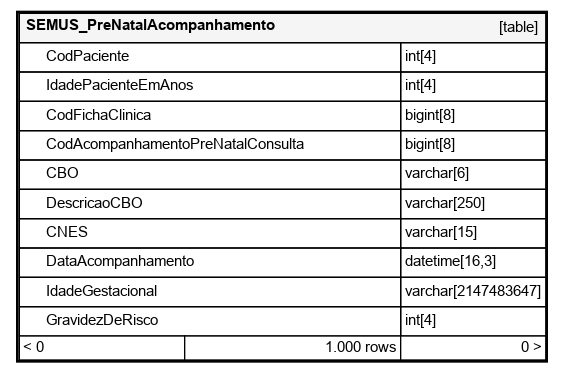 SEMUS_PreNatalAcompanhamento [table]
CodPaciente int[4]
IdadePacienteEmAnos int[4]
CodFichaClinica bigint[8]
CodAcompanhamentoPreNatalConsulta bigint[8]
CBO varchar[6]
DescricaoCBO varchar[250]
CNES varchar[15]
DataAcompanhamento datetime[16,3]
IdadeGestacional varchar[2147483647]
GravidezDeRisco int[4]
< 0 1.000 rows 0 >